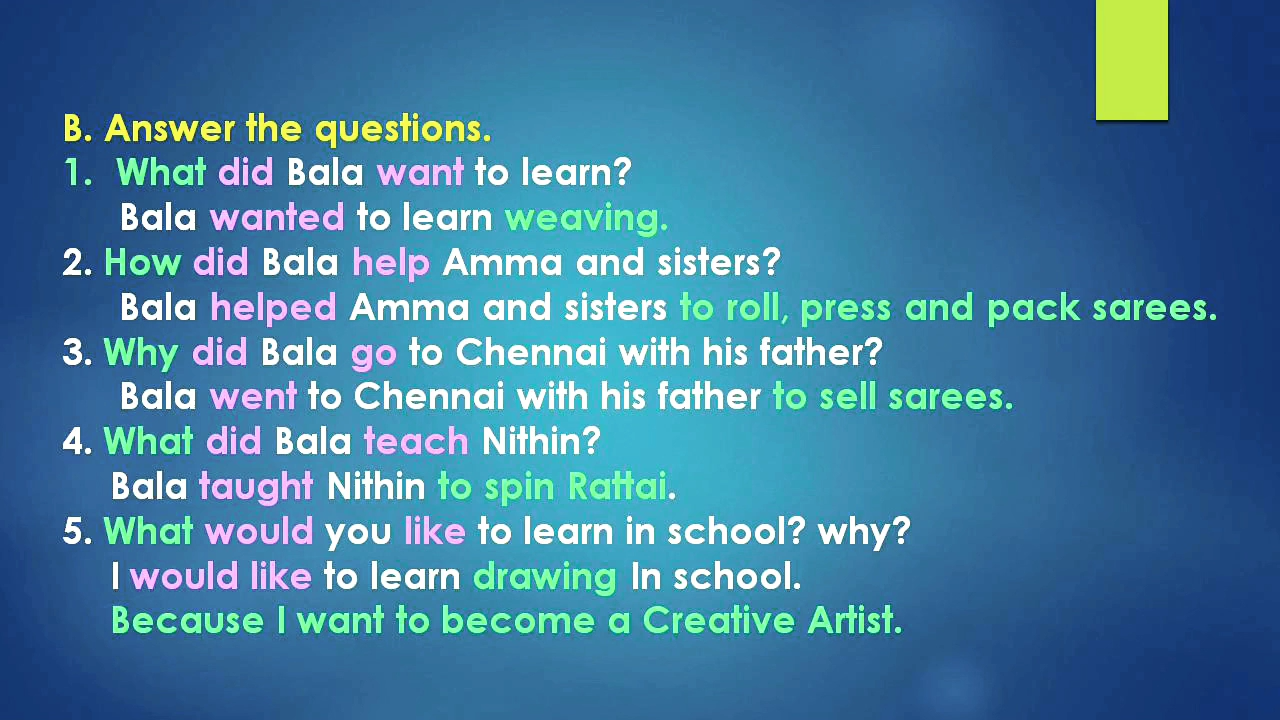 B. Answer the questions.
1. What did Bala want to learn?
Bala wanted to learn weaving.
2. How did Bala help Amma and sisters?
Bala helped Amma and sisters to roll, press and pack sarees.
3. Why did Bala go to Chennai with his father?
Bala went to Chennai with his father to sell sarees.
4. What did Bala teach Nithin?
Bala taught Nithin to spin Rattai.
5. What would you like to learn in school? why?
I would like to learn drawing In school.
Because I want to become a Creative Artist.